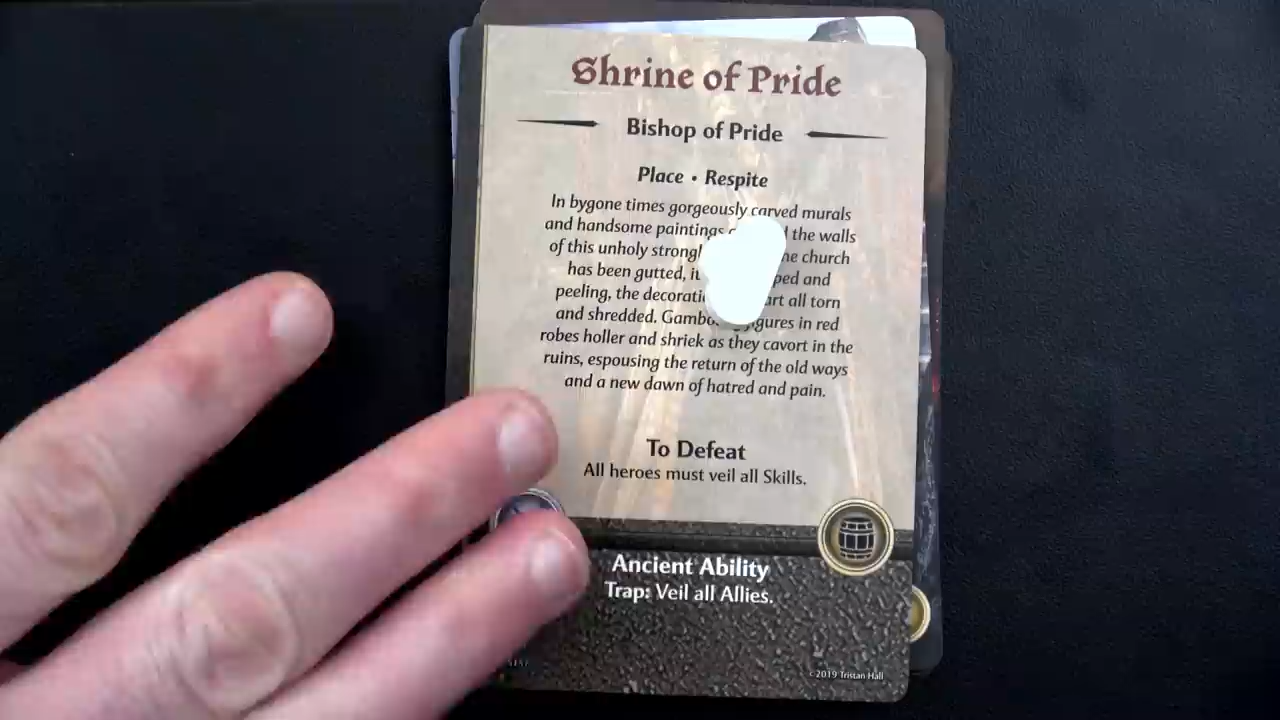 Shrine of Pride
Bishop of Pride
Place • Respite
In bygone times gorgeously carved murals
and handsome paintings the walls
of this unholy church
has been gutted, it and
peeling, the all torn
and shredded. in red
robes holler and shriek as they cavort in the
ruins, espousing the return of the old ways
and a new dawn of hatred and pain.
To Defeat
All heroes must veil all Skills.
Ancient Ability
Trap: Veil all Allies.
©2019 Tristan Hall